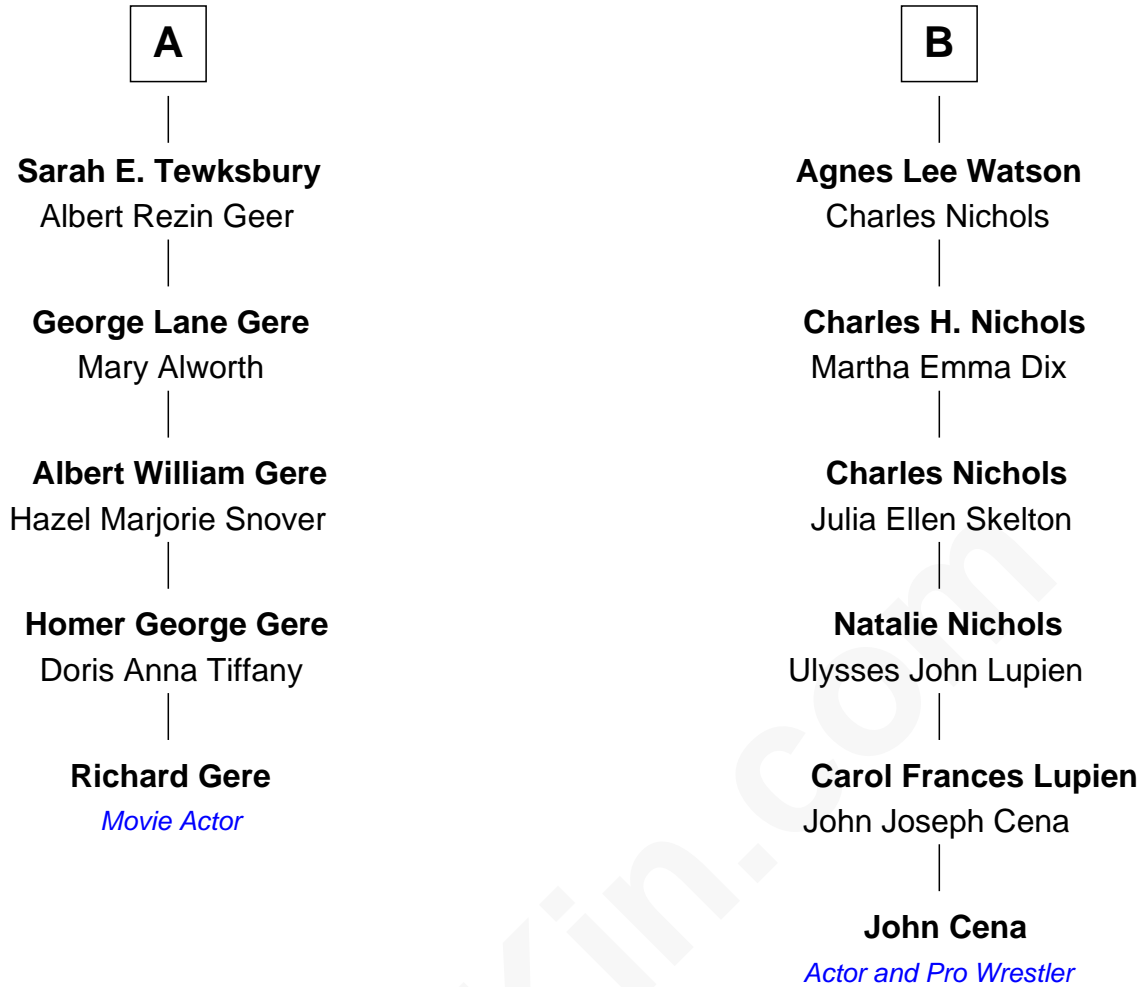 A
Sarah E. Tewksbury
Albert Rezin Geer
George Lane Gere
Mary Alworth
Albert William Gere
Hazel Marjorie Snover
Homer George Gere
Doris Anna Tiffany
Richard Gere
Movie Actor
B
Agnes Lee Watson
Charles Nichols
Charles H. Nichols
Martha Emma Dix
Charles Nichols
Julia Ellen Skelton
Natalie Nichols
Ulysses John Lupien
Carol Frances Lupien
John Joseph Cena
John Cena
Actor and Pro Wrestler
Kin.com